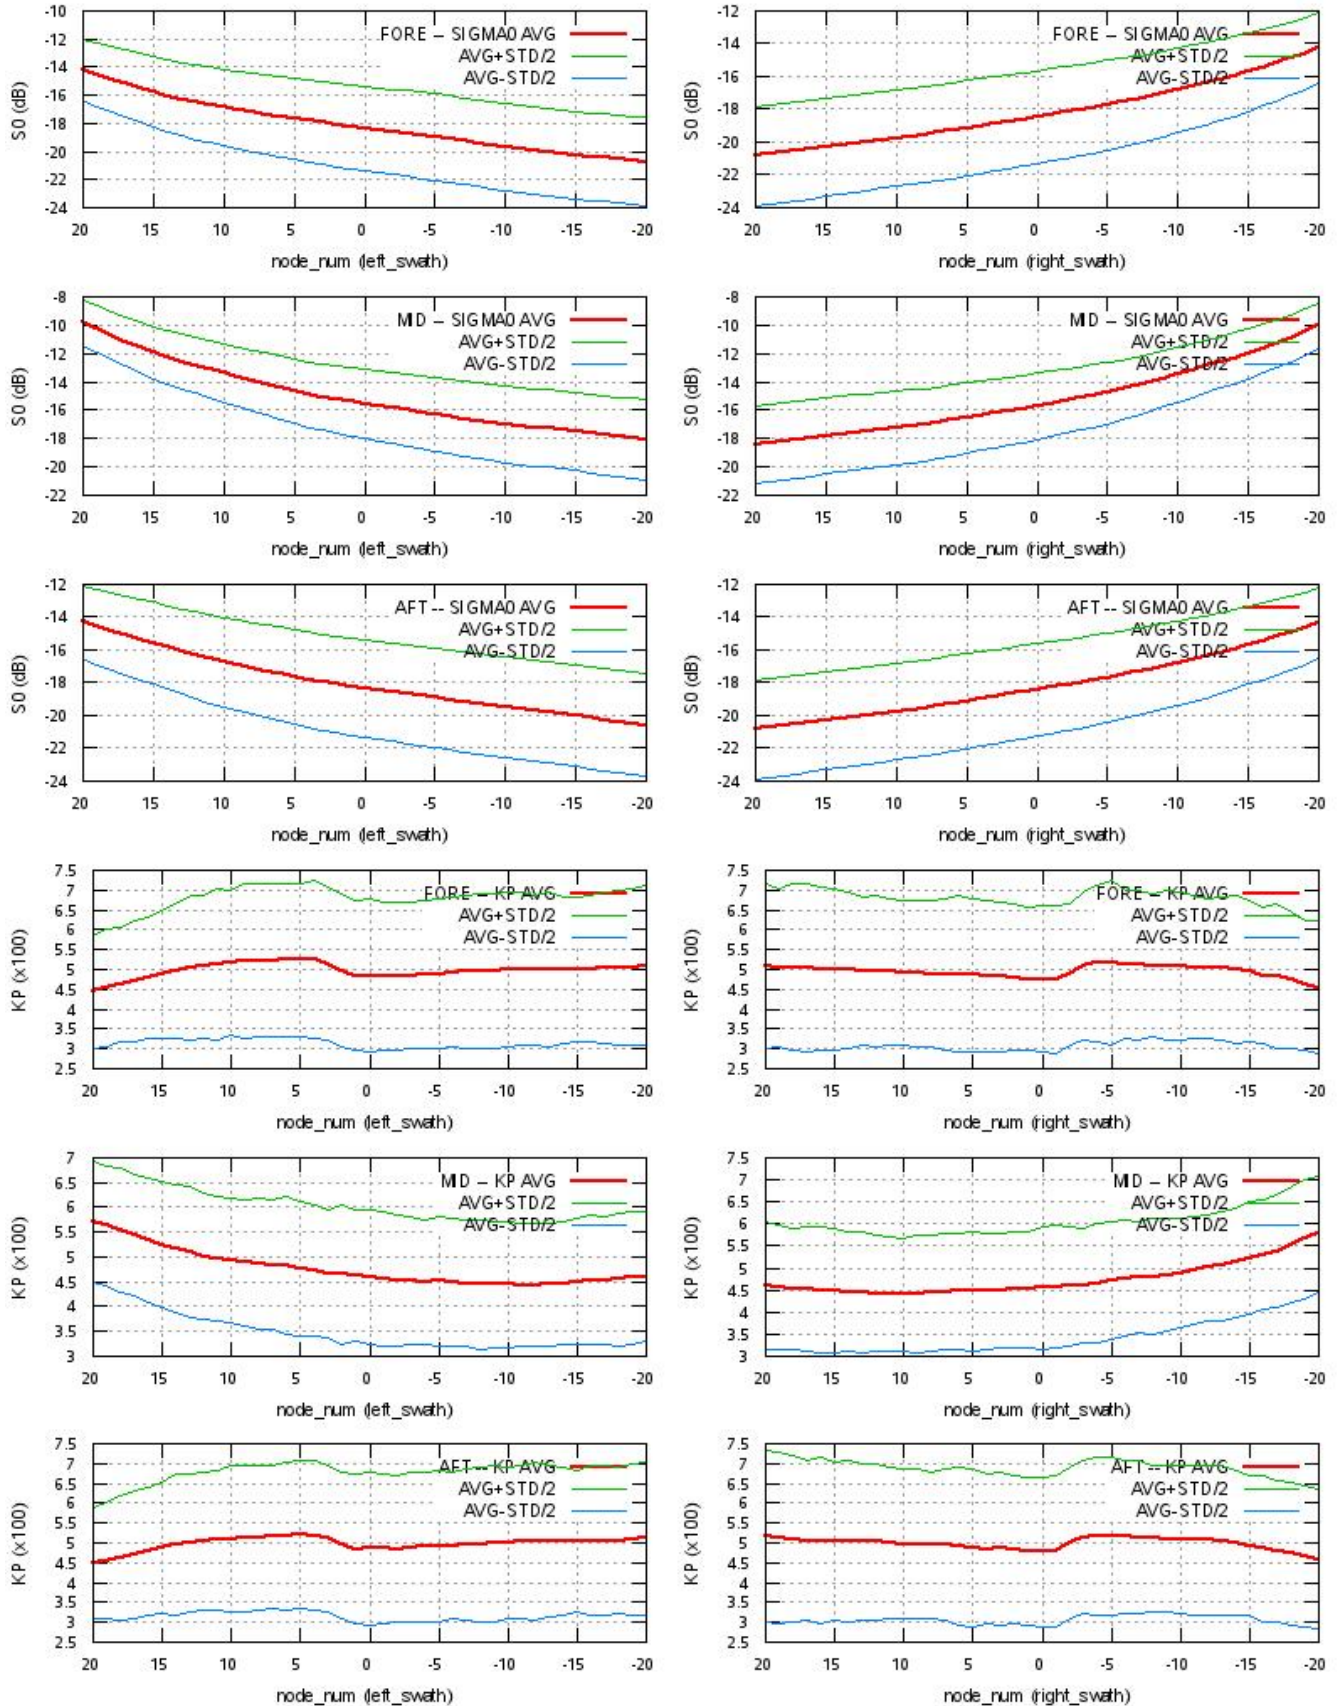 -10
-12
-14
-16
-18
-20
-22
-24
S0 (dB)
FORE -- SIGMA0 AVG
AVG+STD/2
AVG-STD/2
20 15 10 5 0 -5 -10 -15 -20
node_num (left_swath)
-12
-14
-16
-18
-20
-22
-24
S0 (dB)
FORE -- SIGMA0 AVG
AVG+STD/2
AVG-STD/2
20 15 10 5 0 -5 -10 -15 -20
node_num (right_swath)
-8
-10
-12
-14
-16
-18
-20
-22
S0 (dB)
MID -- SIGMA0 AVG
AVG+STD/2
AVG-STD/2
20 15 10 5 0 -5 -10 -15 -20
node_num (left_swath)
-8
-10
-12
-14
-16
-18
-20
-22
S0 (dB)
MID -- SIGMA0 AVG
AVG+STD/2
AVG-STD/2
20 15 10 5 0 -5 -10 -15 -20
node_num (right_swath)
-12
-14
-16
-18
-20
-22
-24
S0 (dB)
AFT -- SIGMA0 AVG
AVG+STD/2
AVG-STD/2
20 15 10 5 0 -5 -10 -15 -20
node_num (left_swath)
-12
-14
-16
-18
-20
-22
-24
S0 (dB)
AFT -- SIGMA0 AVG
AVG+STD/2
AVG-STD/2
20 15 10 5 0 -5 -10 -15 -20
node_num (right_swath)
7.5
7
6.5
6
5.5
5
4.5
4
3.5
3
2.5
KP (x100)
FORE -- KP AVG
AVG+STD/2
AVG-STD/2
20 15 10 5 0 -5 -10 -15 -20
node_num (left_swath)
7.5
7
6.5
6
5.5
5
4.5
4
3.5
3
2.5
KP (x100)
FORE -- KP AVG
AVG+STD/2
AVG-STD/2
20 15 10 5 0 -5 -10 -15 -20
node_num (right_swath)
7
6.5
6
5.5
5
4.5
4
3.5
3
KP (x100)
MID -- KP AVG
AVG+STD/2
AVG-STD/2
20 15 10 5 0 -5 -10 -15 -20
node_num (left_swath)
7.5
7
6.5
6
5.5
5
4.5
4
3.5
3
KP (x100)
MID -- KP AVG
AVG+STD/2
AVG-STD/2
20 15 10 5 0 -5 -10 -15 -20
node_num (right_swath)
7.5
7
6.5
6
5.5
5
4.5
4
3.5
3
2.5
KP (x100)
AFT -- KP AVG
AVG+STD/2
AVG-STD/2
20 15 10 5 0 -5 -10 -15 -20
node_num (left_swath)
7.5
7
6.5
6
5.5
5
4.5
4
3.5
3
2.5
KP (x100)
AFT -- KP AVG
AVG+STD/2
AVG-STD/2
20 15 10 5 0 -5 -10 -15 -20
node_num (right_swath)